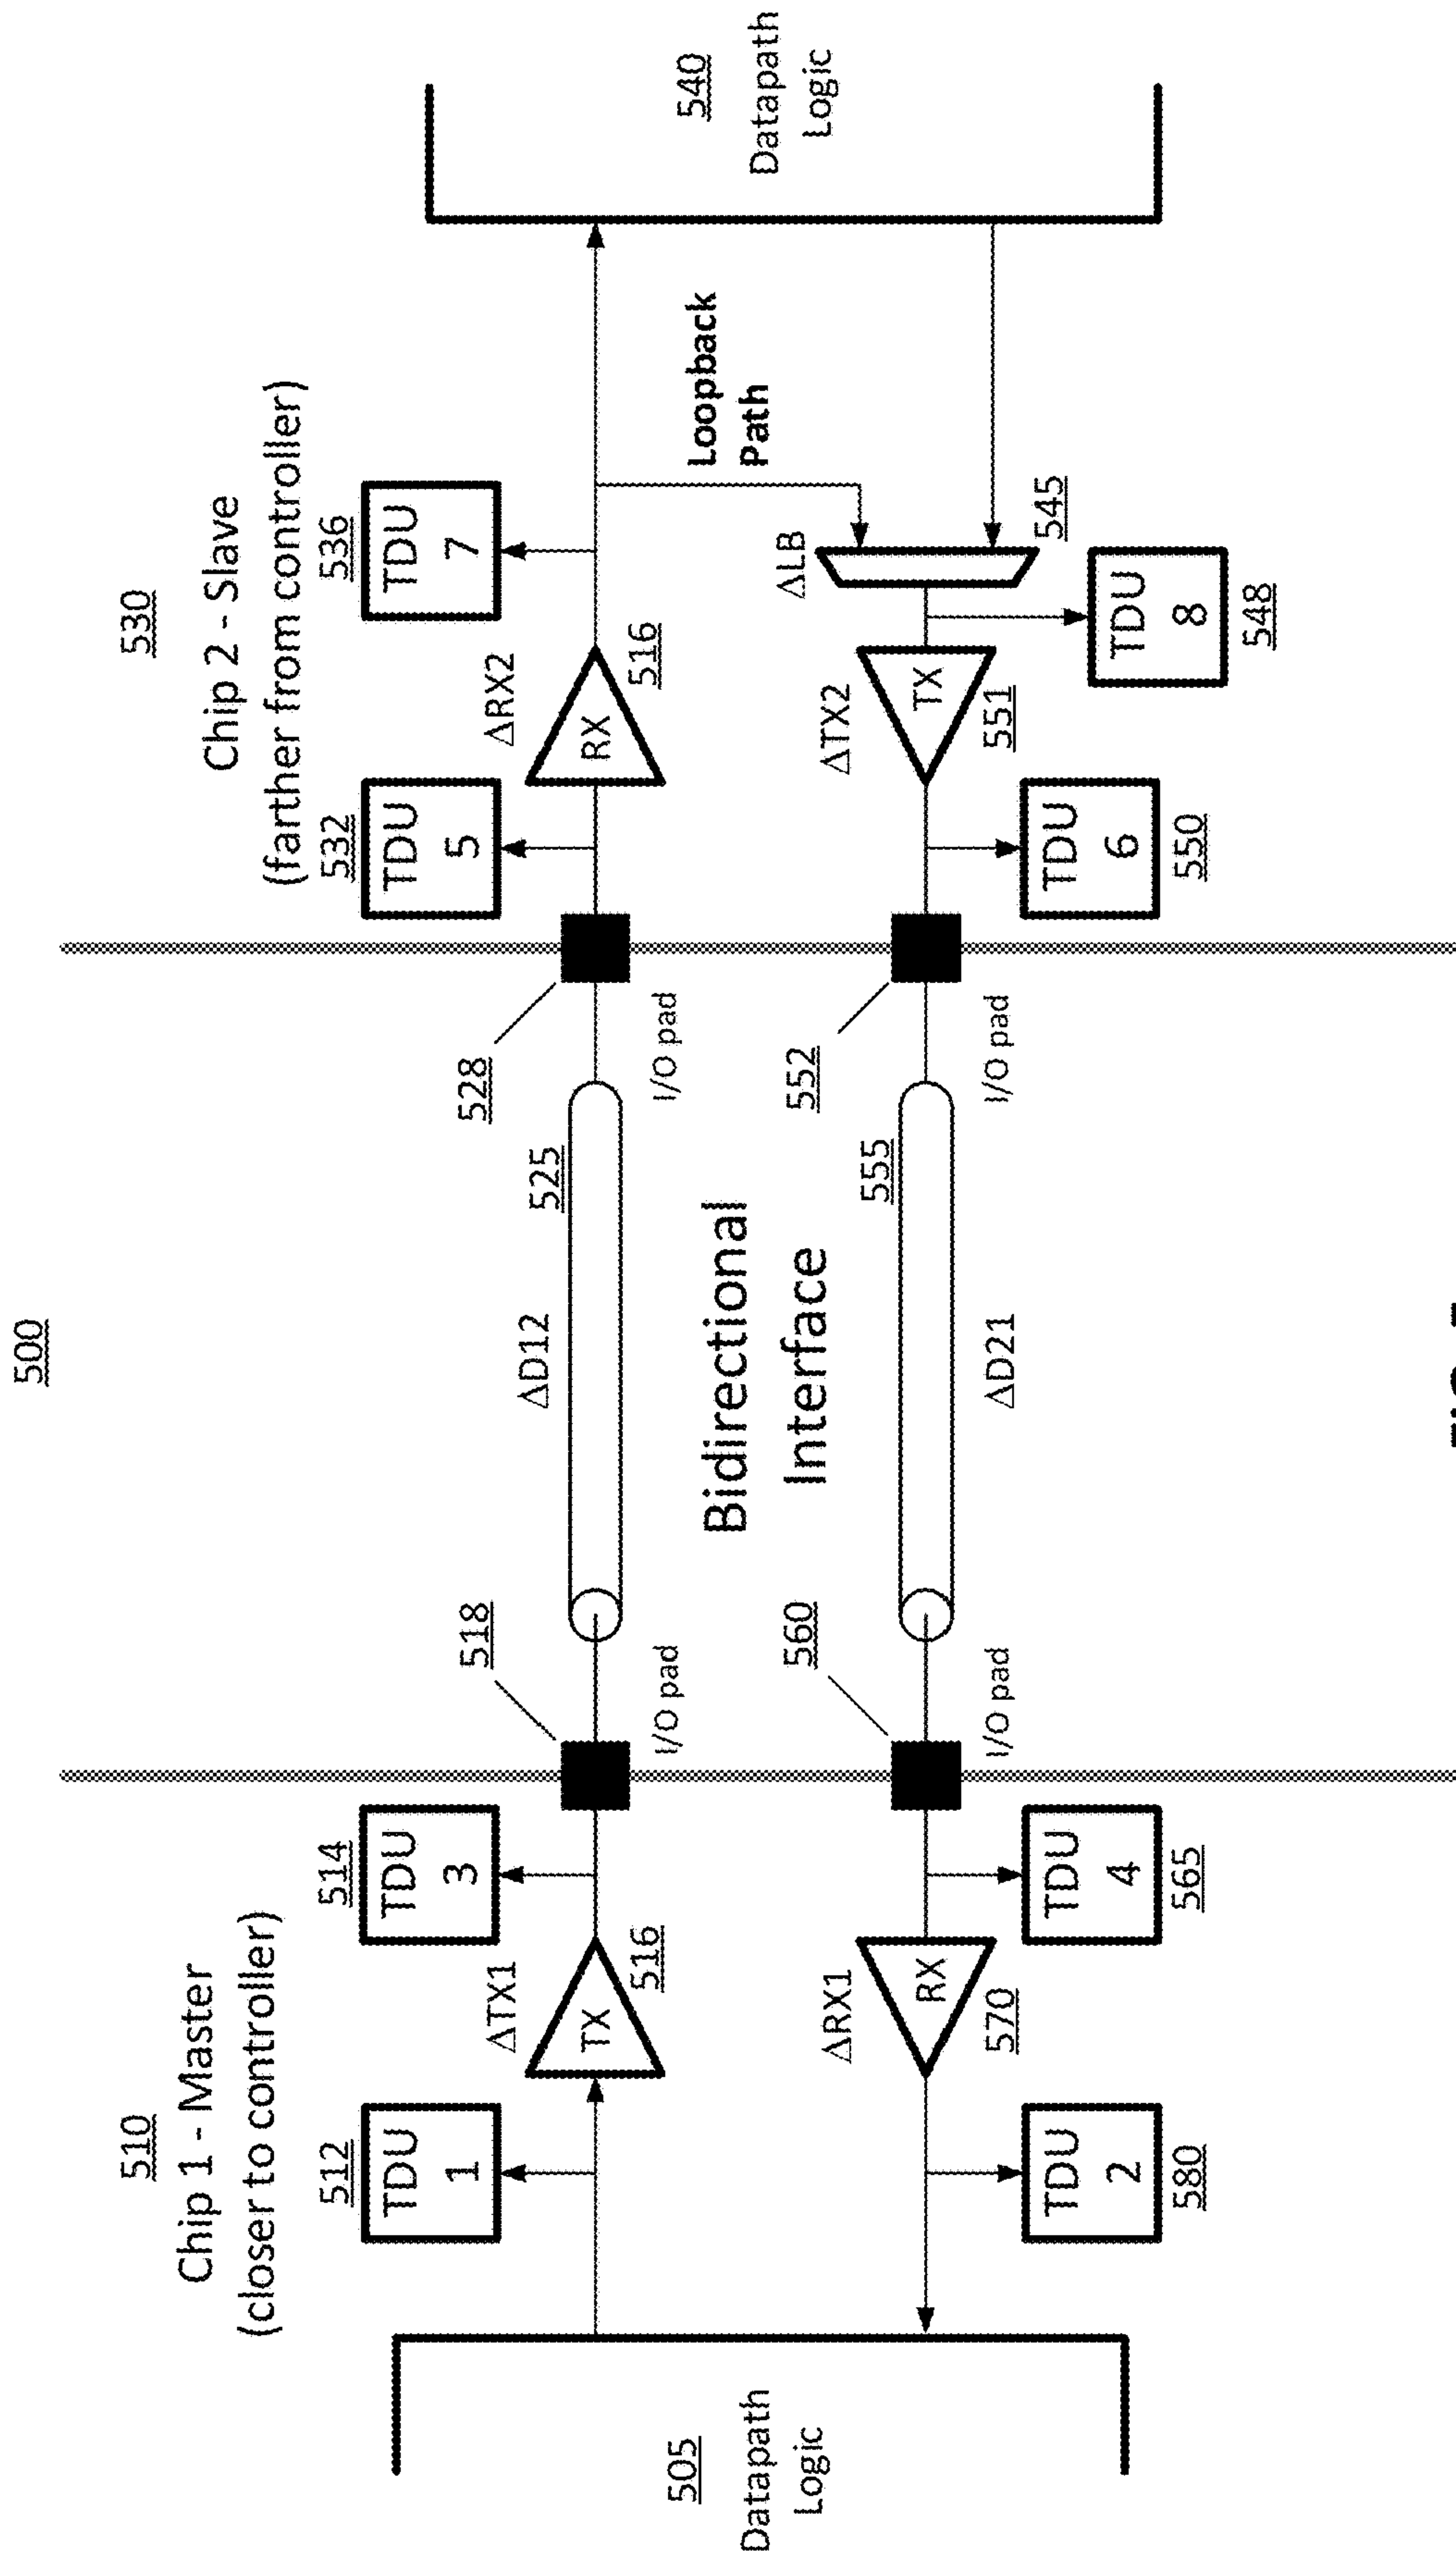 500
510
Chip 1 - Master
(closer to controller)
530
Chip 2 - Slave
(farther from controller)
512
TDU
1
514
TDU
3
532
TDU
5
536
TDU
7
ΔTX1
TX
516
518
I/O pad
ΔD12
525
528
I/O pad
ΔRX2
RX
516
505
Datapath
Logic
Bidirectional
Interface
Loopback
Path
540
Datapath
Logic
ΔRX1
RX
570
560
I/O pad
ΔD21
555
552
I/O pad
ΔTX2
TX
551
ΔLB
545
TDU
2
580
TDU
4
565
TDU
6
550
TDU
8
548